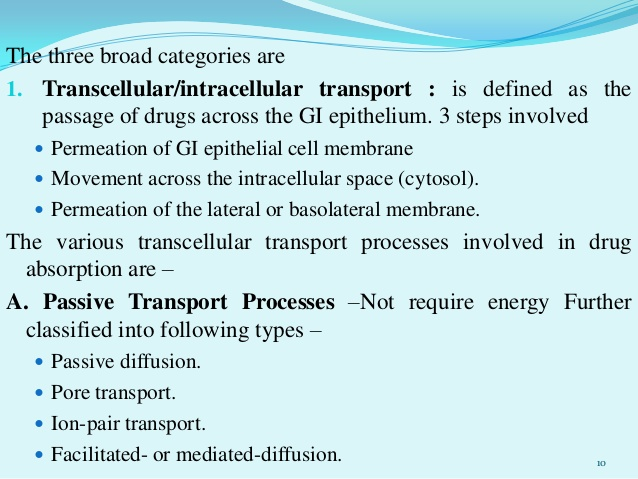 The three broad categories are
1. Transcellular/intracellular transport : is defined as the
passage of drugs across the GI epithelium. 3 steps involved
• Permeation of GI epithelial cell membrane
• Movement across the intracellular space (cytosol).
• Permeation of the lateral or basolateral membrane.
The various transcellular transport processes involved in drug
absorption are –
A. Passive Transport Processes –Not require energy Further
classified into following types –
• Passive diffusion.
• Pore transport.
• Ion-pair transport.
• Facilitated- or mediated-diffusion.
10